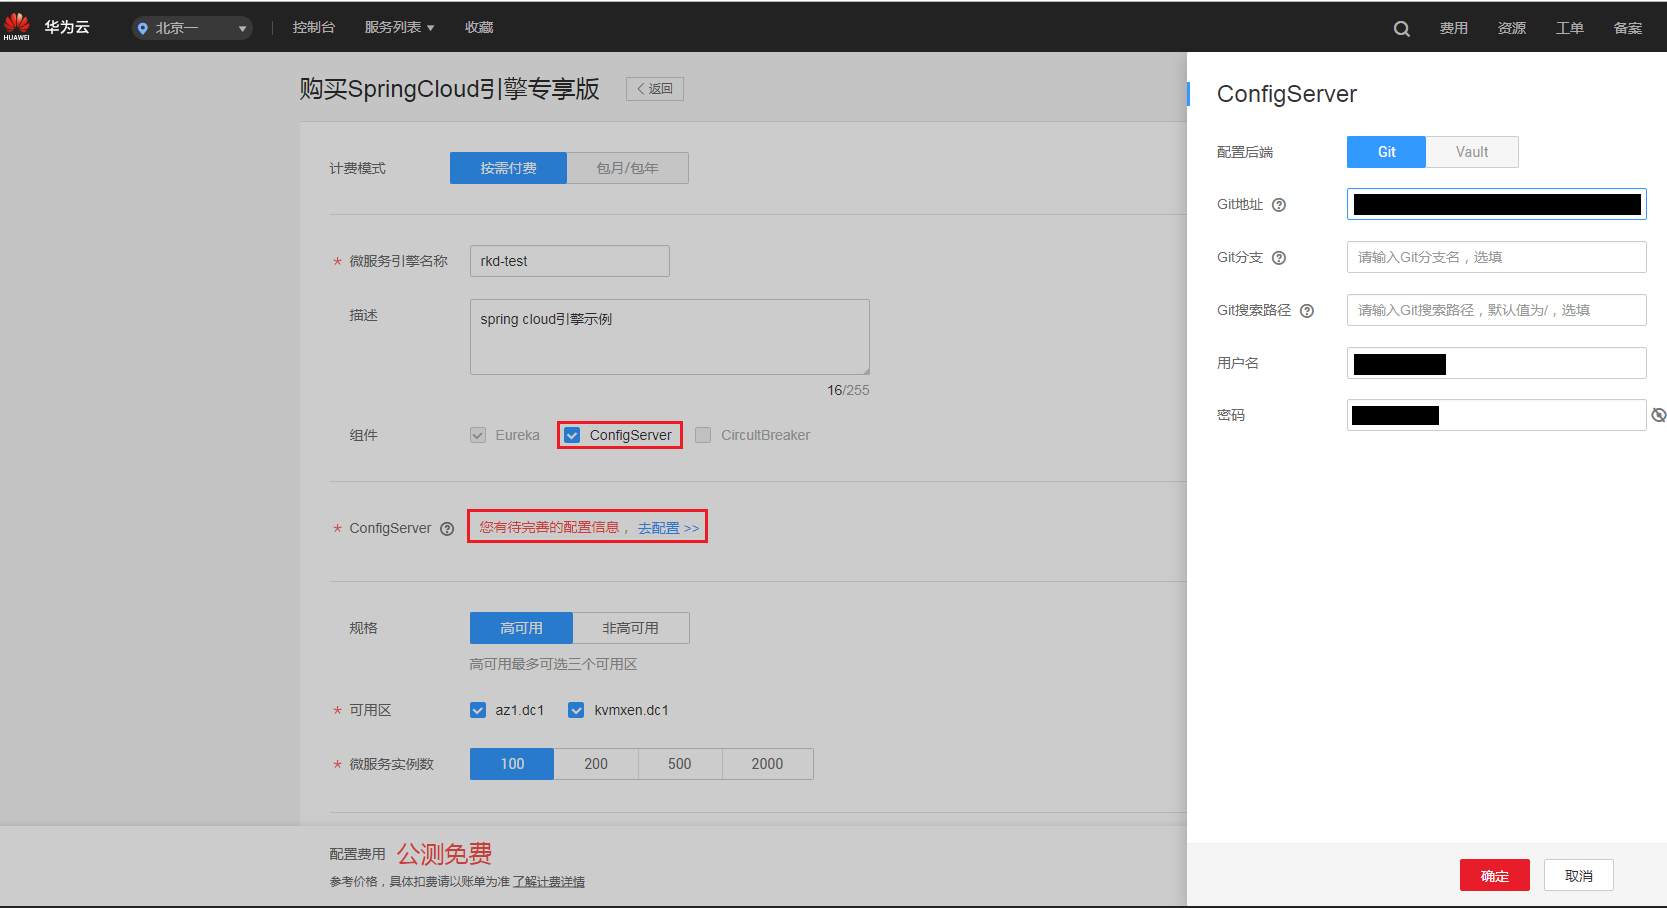 HUAWEI 华为云 北京一 控制台 服务列表 收藏 费用 资源 工单 备案
购买SpringCloud引擎专享版 < 返回
计费模式 按需付费 包月/包年
* 微服务引擎名称 rkd-test
描述 spring cloud引擎示例
16/255
组件 Eureka ConfigServer CircultBreaker
* ConfigServer 您有待完善的配置信息， 去配置 >>
规格 高可用 非高可用
高可用最多可选三个可用区
* 可用区 az1.dc1 kvmxen.dc1
* 微服务实例数 100 200 500 2000
配置费用 公测免费
参考价格，具体扣费请以账单为准 了解计费详情
ConfigServer
配置后端 Git Vault
Git地址
Git分支 请输入Git分支名，选填
Git搜索路径 请输入Git搜索路径，默认值为/，选填
用户名
密码
确定 取消